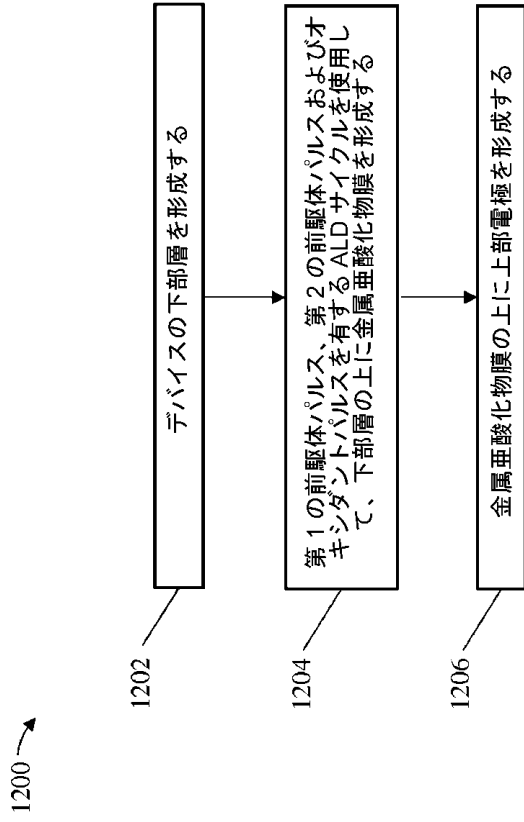 1200
1202
デバイスの下部層を形成する
1204
第１の前駆体パルス、第２の前駆体パルスおよびオ
キシダントパルスを有する ALD サイクルを使用し
て、下部層の上に金属亜酸化物膜を形成する
1206
金属亜酸化物膜の上に上部電極を形成する